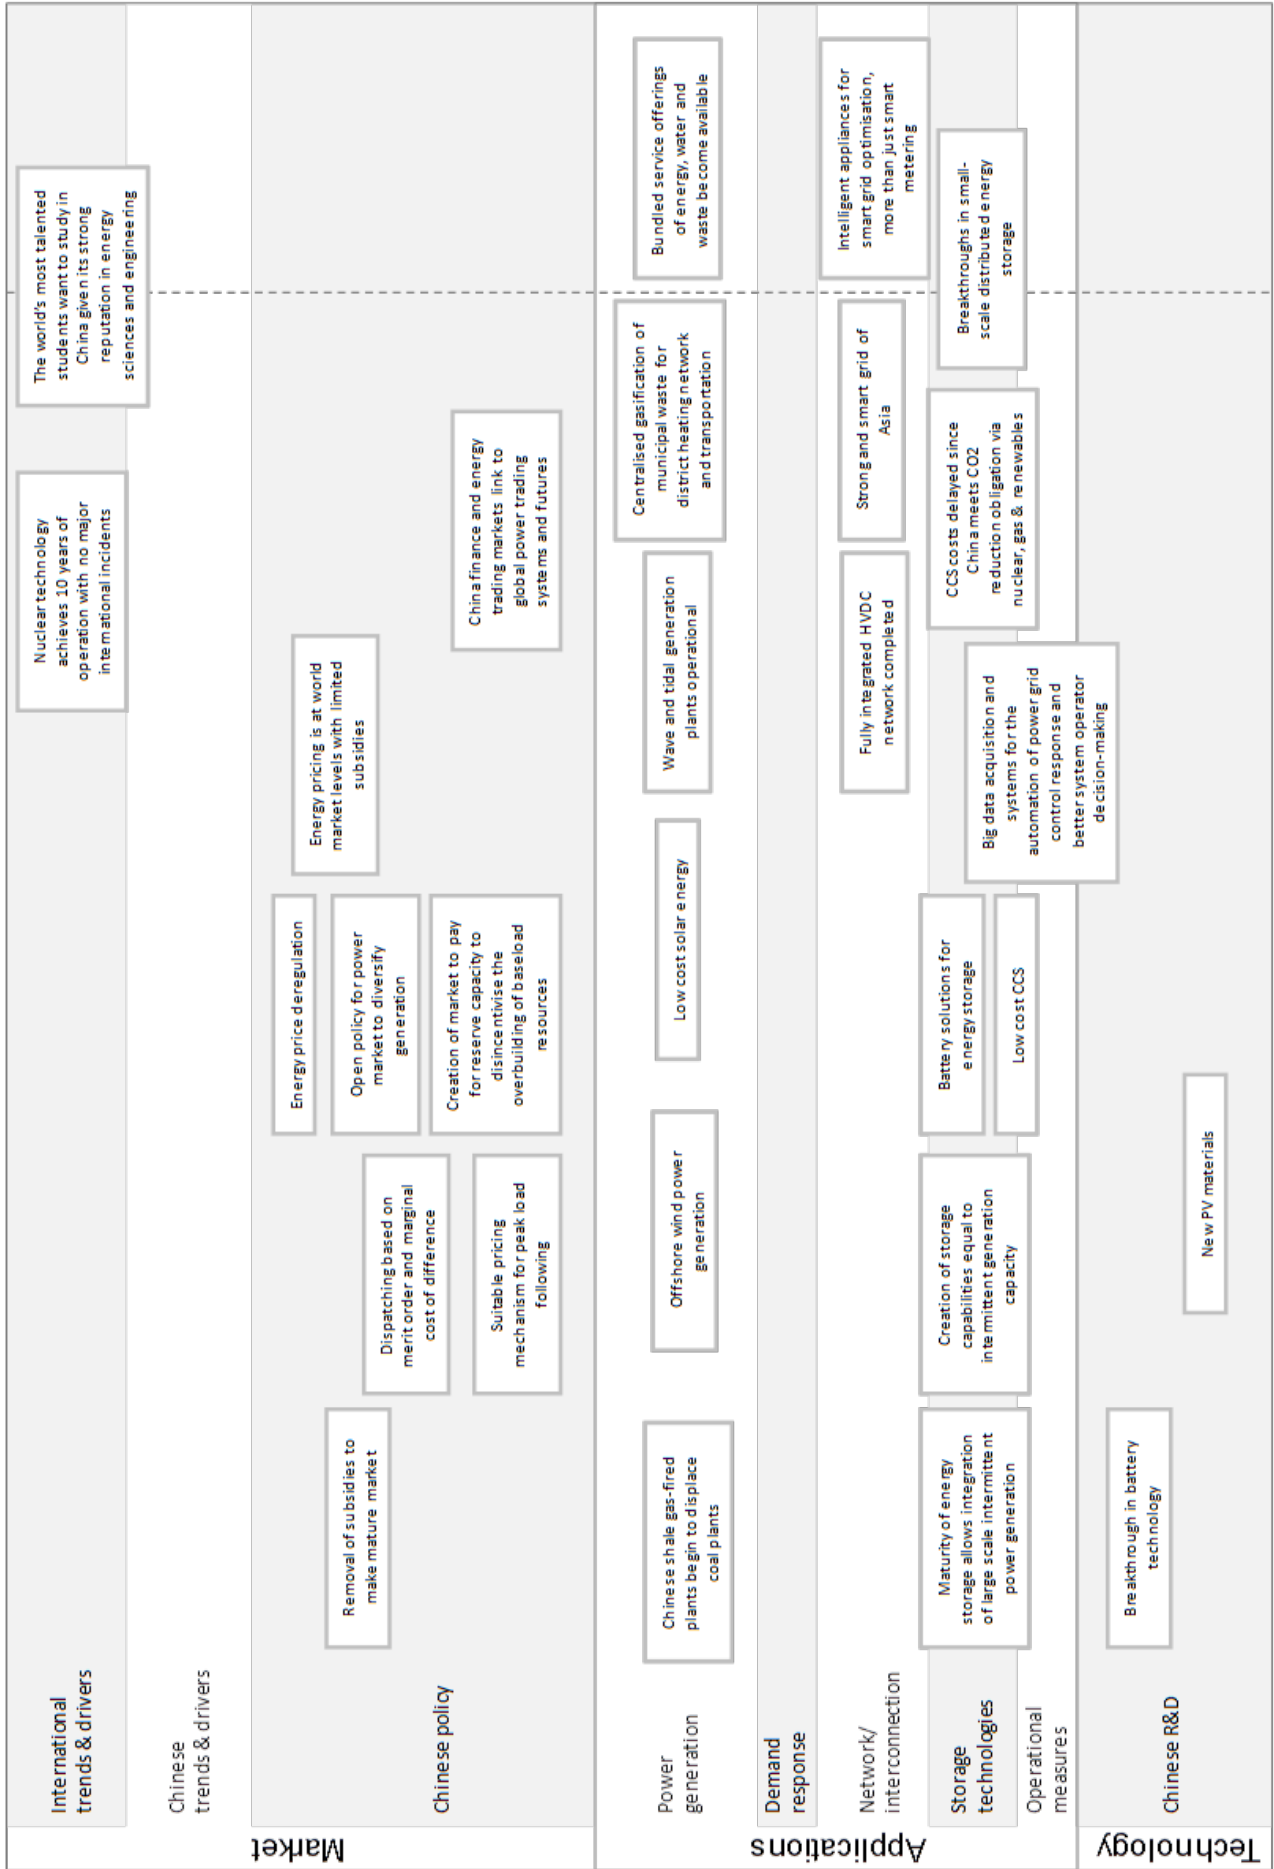 Market
International
trends & drivers
Nuclear technology
achieves 10 years of
operation with no major
international incidents
The world's most talented
students want to study in
China given its strong
reputation in energy
sciences and engineering
Chinese
trends & drivers
Chinese policy
Removal of subsidies to
make mature market
Dispatching based on
merit order and marginal
cost of difference
Suitable pricing
mechanism for peak load
following
Energy price deregulation
Open policy for power
market to diversify
generation
Creation of market to pay
for reserve capacity to
disincentivise the
overbuilding of baseload
resources
Energy pricing is at world
market levels with limited
subsidies
China finance and energy
trading markets link to
global power trading
systems and futures
Applications
Power
generation
Chinese shale gas-fired
plants begin to displace
coal plants
Offshore wind power
generation
Low cost solar energy
Wave and tidal generation
plants operational
Centralised gasification of
municipal waste for
district heating network
and transportation
Bundled service offerings
of energy, water and
waste become available
Demand
response
Network/
interconnection
Fully integrated HVDC
network completed
Strong and smart grid of
Asia
Intelligent appliances for
smart grid optimisation,
more than just smart
metering
Storage
technologies
Maturity of energy
storage allows integration
of large scale intermittent
power generation
Creation of storage
capabilities equal to
intermittent generation
capacity
Battery solutions for
energy storage
Breakthroughs in small-
scale distributed energy
storage
Operational
measures
Low cost CCS
Big data acquisition and
systems for the
automation of power grid
control response and
better system operator
decision-making
CCS costs delayed since
China meets CO2
reduction obligation via
nuclear, gas & renewables
Technology
Chinese R&D
Breakthrough in battery
technology
New PV materials